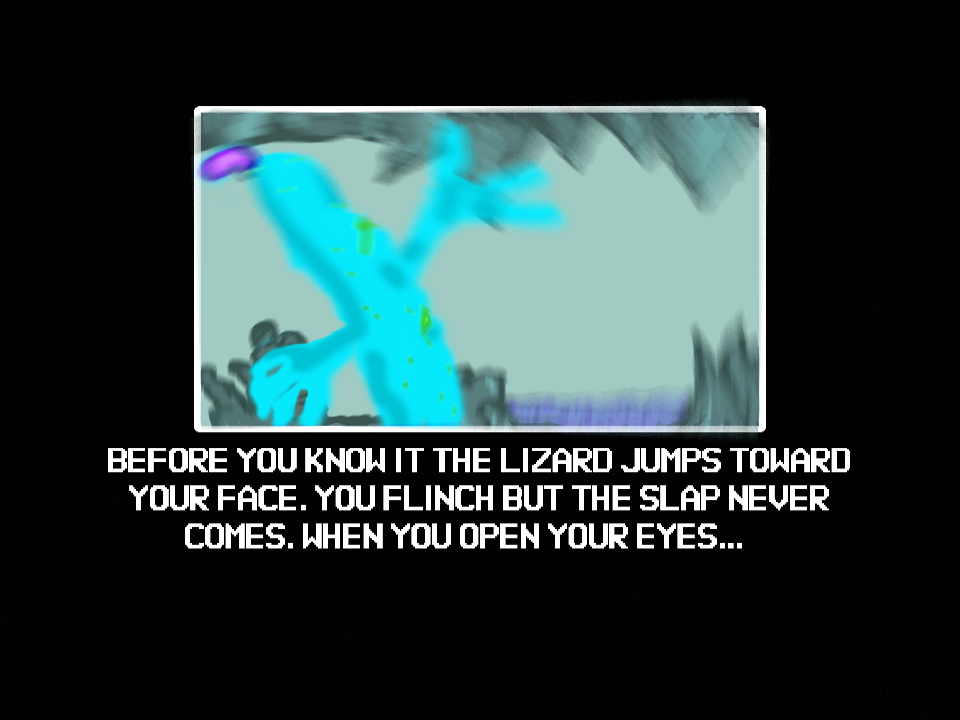 BEFORE YOU KNOW IT THE LIZARD JUMPS TOWARD
YOUR FACE. YOU FLINCH BUT THE SLAP NEVER
COMES. WHEN YOU OPEN YOUR EYES...